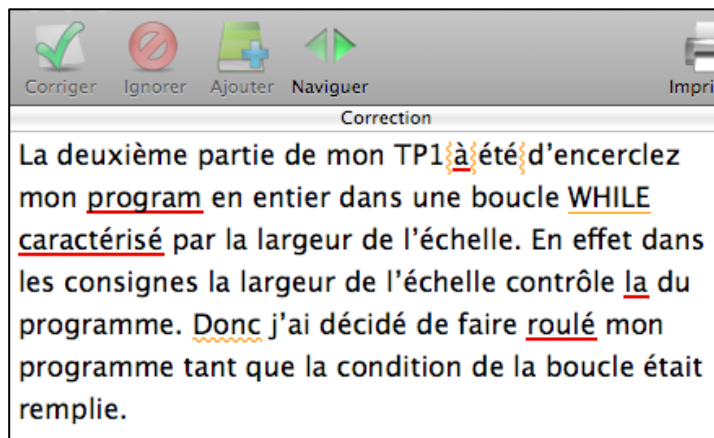 Corriger Ignorer Ajouter Naviguer Impri
Correction
La deuxième partie de mon TP1 à été d'encerclez
mon program en entier dans une boucle WHILE
caractérisé par la largeur de l'échelle. En effet dans
les consignes la largeur de l'échelle contrôle la du
programme. Donc j'ai décidé de faire roulé mon
programme tant que la condition de la boucle était
remplie.